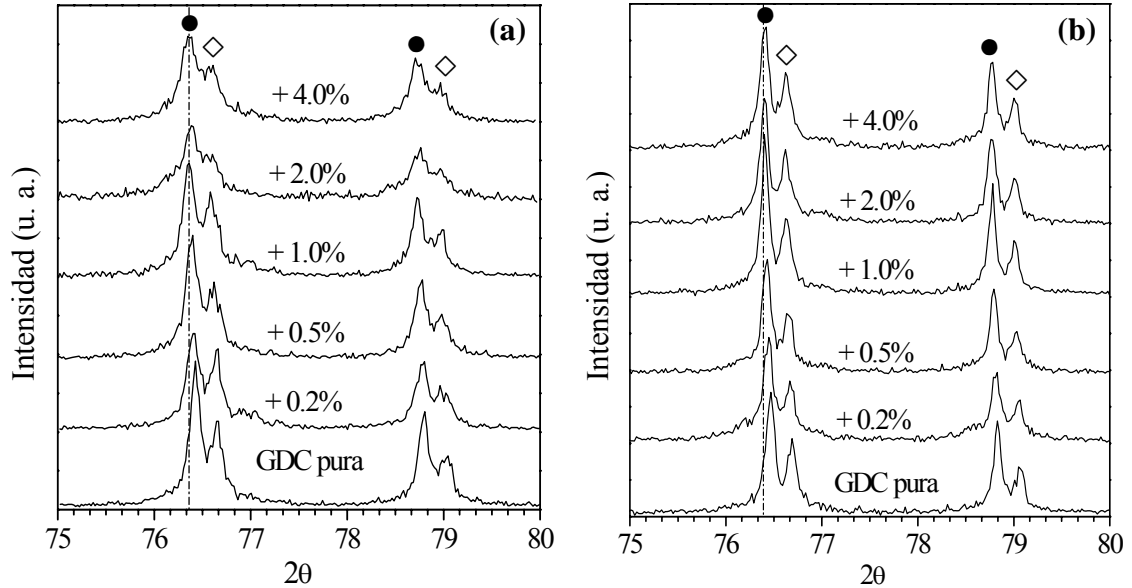 (a)
+ 4.0%
+ 2.0%
+ 1.0%
+ 0.5%
+ 0.2%
GDC pura
Intensidad (u. a.)
75 76 77 78 79 80
2θ
(b)
+ 4.0%
+ 2.0%
+ 1.0%
+ 0.5%
+ 0.2%
GDC pura
Intensidad (u. a.)
75 76 77 78 79 80
2θ